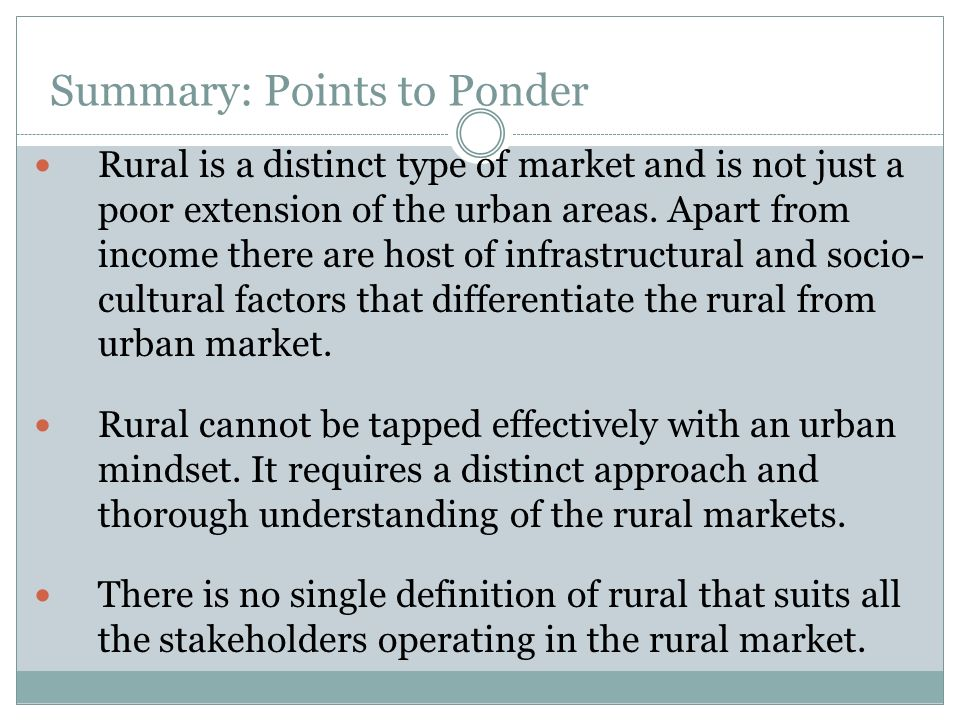 Summary: Points to Ponder
Rural is a distinct type of market and is not just a
poor extension of the urban areas. Apart from
income there are host of infrastructural and socio-
cultural factors that differentiate the rural from
urban market.
Rural cannot be tapped effectively with an urban
mindset. It requires a distinct approach and
thorough understanding of the rural markets.
There is no single definition of rural that suits all
the stakeholders operating in the rural market.